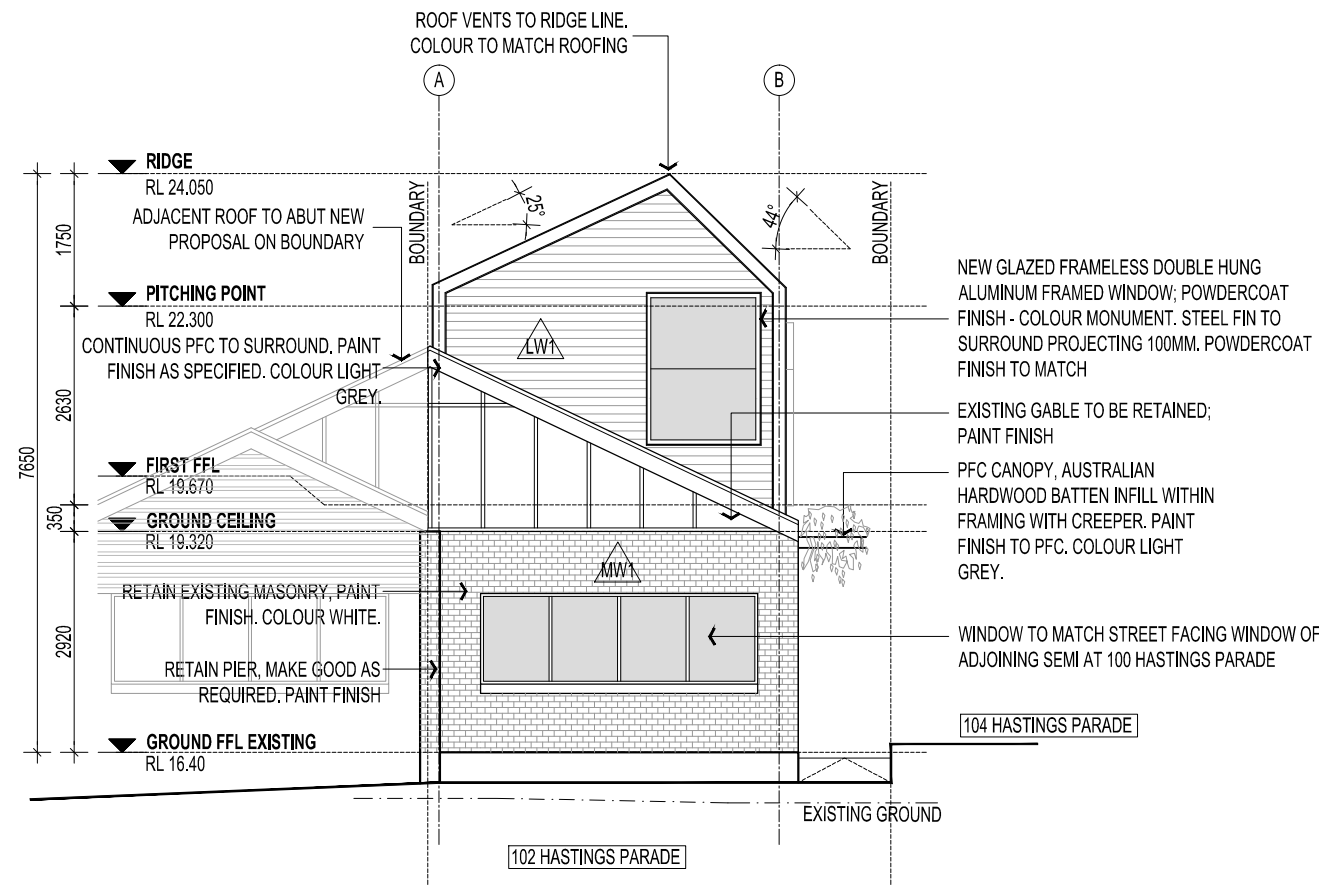 ROOF VENTS TO RIDGE LINE.
COLOUR TO MATCH ROOFING
A
B
RIDGE
RL 24.050
ADJACENT ROOF TO ABUT NEW
PROPOSAL ON BOUNDARY
BOUNDARY
25°
44°
BOUNDARY
1750
PITCHING POINT
RL 22.300
CONTINUOUS PFC TO SURROUND. PAINT
FINISH AS SPECIFIED. COLOUR LIGHT
GREY.
LW1
NEW GLAZED FRAMELESS DOUBLE HUNG
ALUMINUM FRAMED WINDOW; POWDERCOAT
FINISH - COLOUR MONUMENT. STEEL FIN TO
SURROUND PROJECTING 100MM. POWDERCOAT
FINISH TO MATCH
EXISTING GABLE TO BE RETAINED;
PAINT FINISH
2630
7650
FIRST FFL
RL 19.670
PFC CANOPY, AUSTRALIAN
HARDWOOD BATTEN INFILL WITHIN
FRAMING WITH CREEPER. PAINT
FINISH TO PFC. COLOUR LIGHT
GREY.
350
GROUND CEILING
RL 19.320
MW1
RETAIN EXISTING MASONRY, PAINT
FINISH. COLOUR WHITE.
2920
RETAIN PIER, MAKE GOOD AS
REQUIRED. PAINT FINISH
WINDOW TO MATCH STREET FACING WINDOW OF
ADJOINING SEMI AT 100 HASTINGS PARADE
104 HASTINGS PARADE
GROUND FFL EXISTING
RL 16.40
EXISTING GROUND
102 HASTINGS PARADE